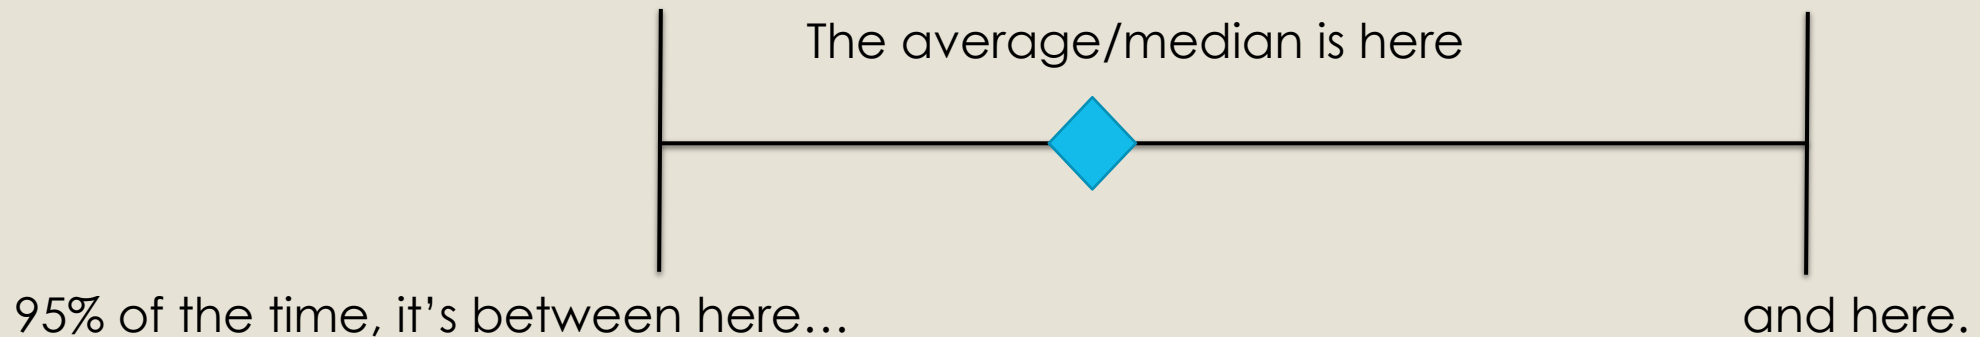 The average/median is here
95% of the time, it’s between here…
and here.